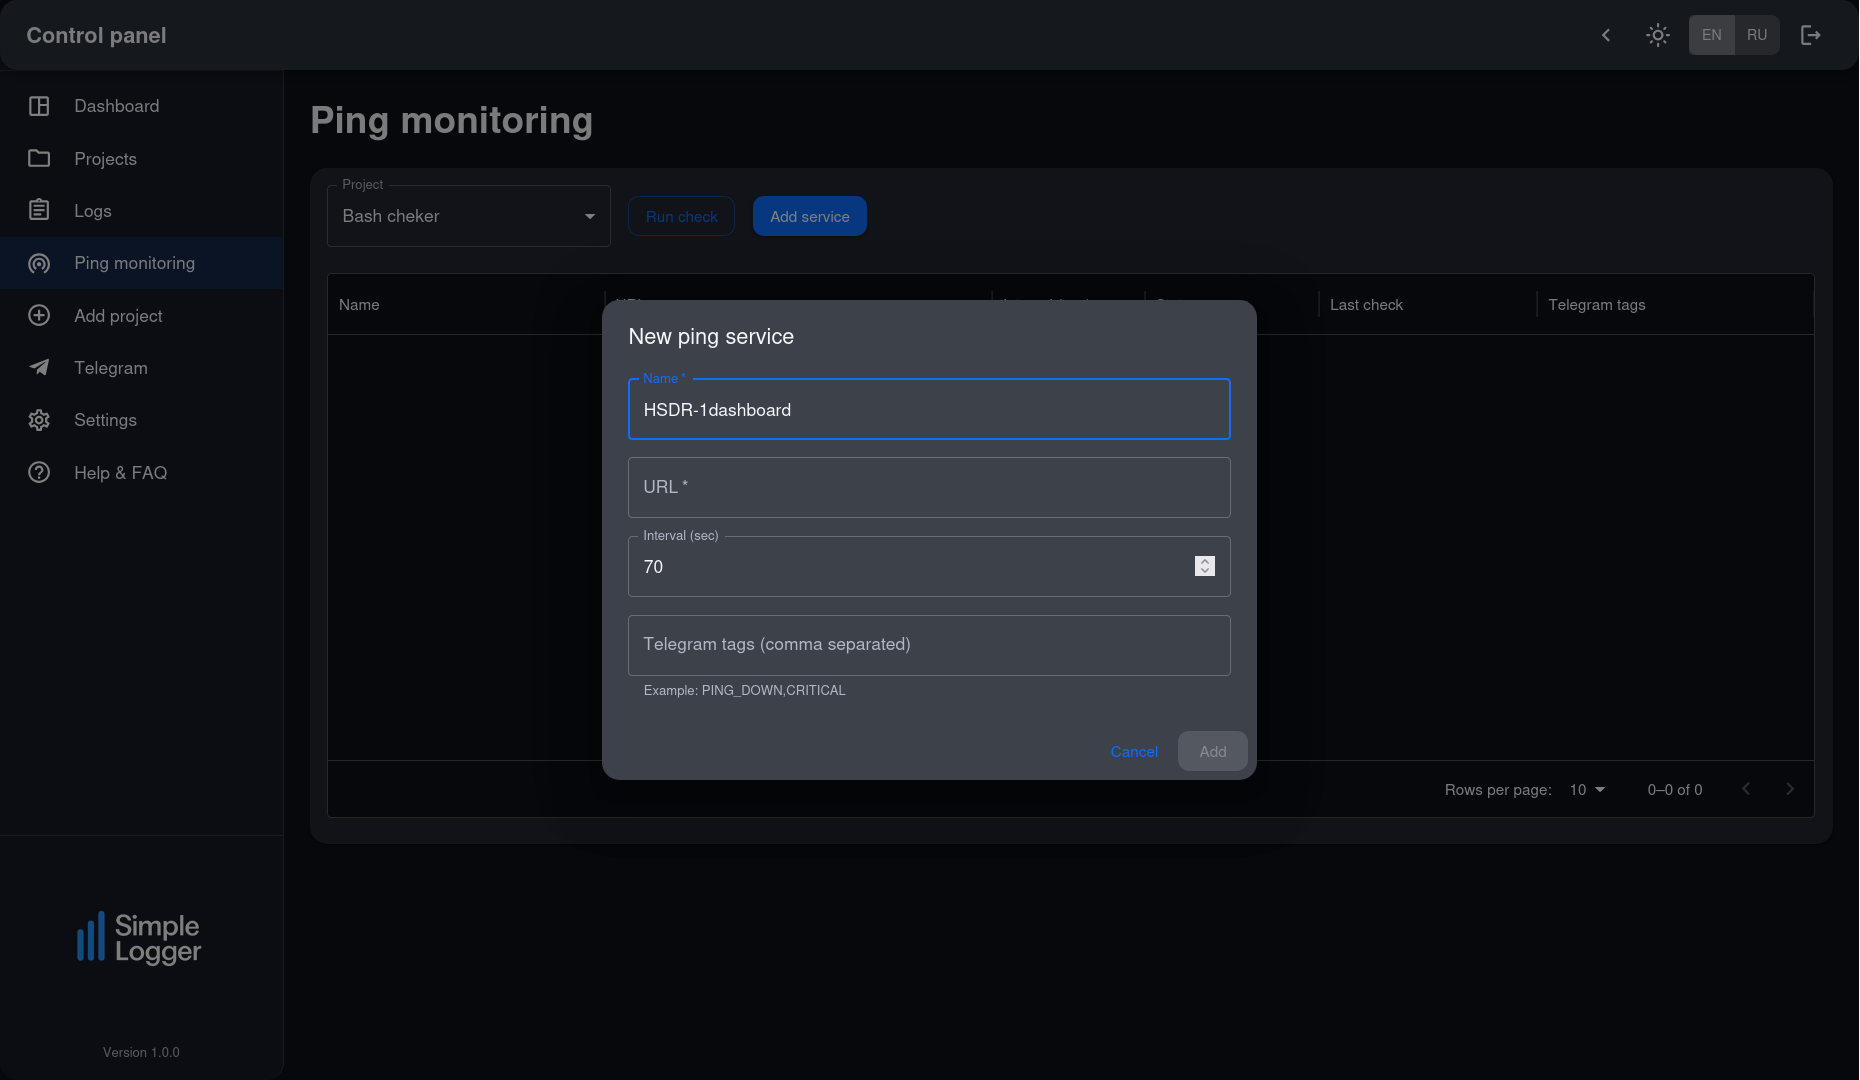 Control panel
EN RU
Dashboard
Projects
Logs
Ping monitoring
Add project
Telegram
Settings
Help & FAQ
Simple
Logger
Version 1.0.0
Ping monitoring
Project
Bash cheker
Run check
Add service
Name
Last check
Telegram tags
New ping service
Name *
HSDR-1dashboard
URL *
Interval (sec)
70
Telegram tags (comma separated)
Example: PING_DOWN,CRITICAL
Cancel
Add
Rows per page: 10 0–0 of 0